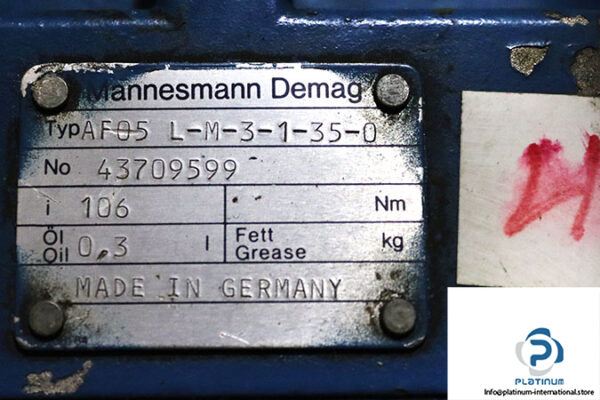 Mannesmann Demag
Typ AF05 L-M-3-1-35-0
No 43709599
i 106 Nm
Öl Oil 0,3 l Fett Grease kg
MADE IN GERMANY
PLATINUM
Info@platinum-international.store